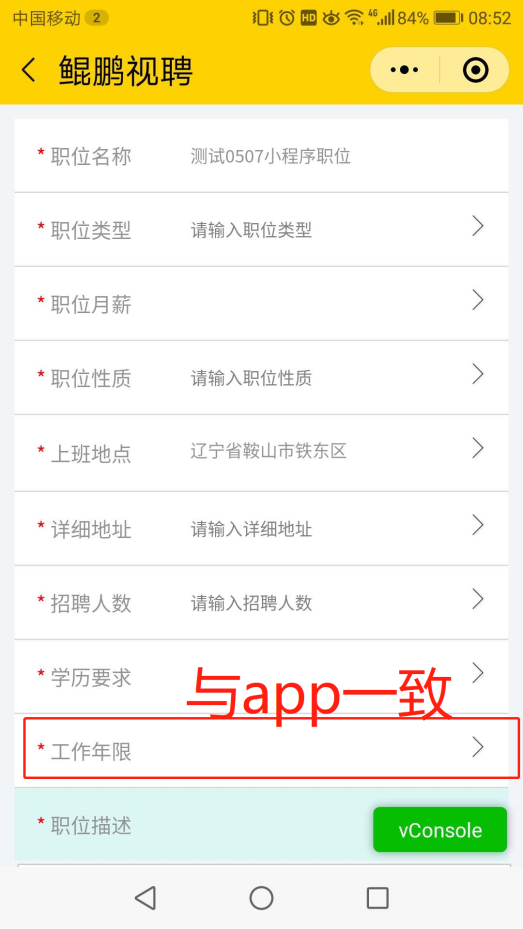 中国移动 2 HD 4G 84% 08:52
鲲鹏视聘
* 职位名称 测试0507小程序职位
* 职位类型 请输入职位类型
* 职位月薪
* 职位性质 请输入职位性质
* 上班地点 辽宁省鞍山市铁东区
* 详细地址 请输入详细地址
* 招聘人数 请输入招聘人数
* 学历要求
与app一致
* 工作年限
* 职位描述
vConsole